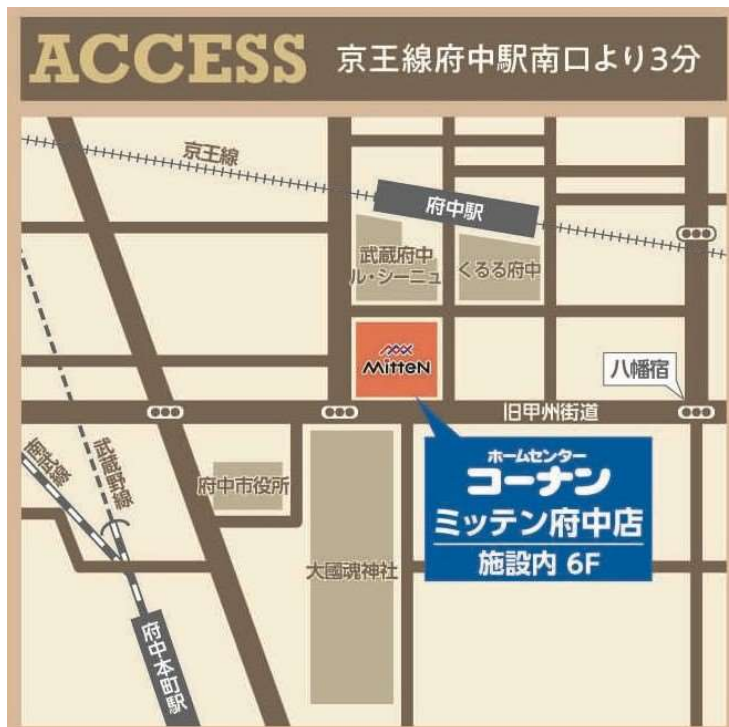 ACCESS 京王線府中駅南口より3分
京王線
府中駅
武蔵府中
ル・シーニュ
くるる府中
MitteN
八幡宿
旧甲州街道
南武線
武蔵野線
府中市役所
ホームセンター
コーナン
ミッテン府中店
施設内 6F
大國魂神社
府中本町駅